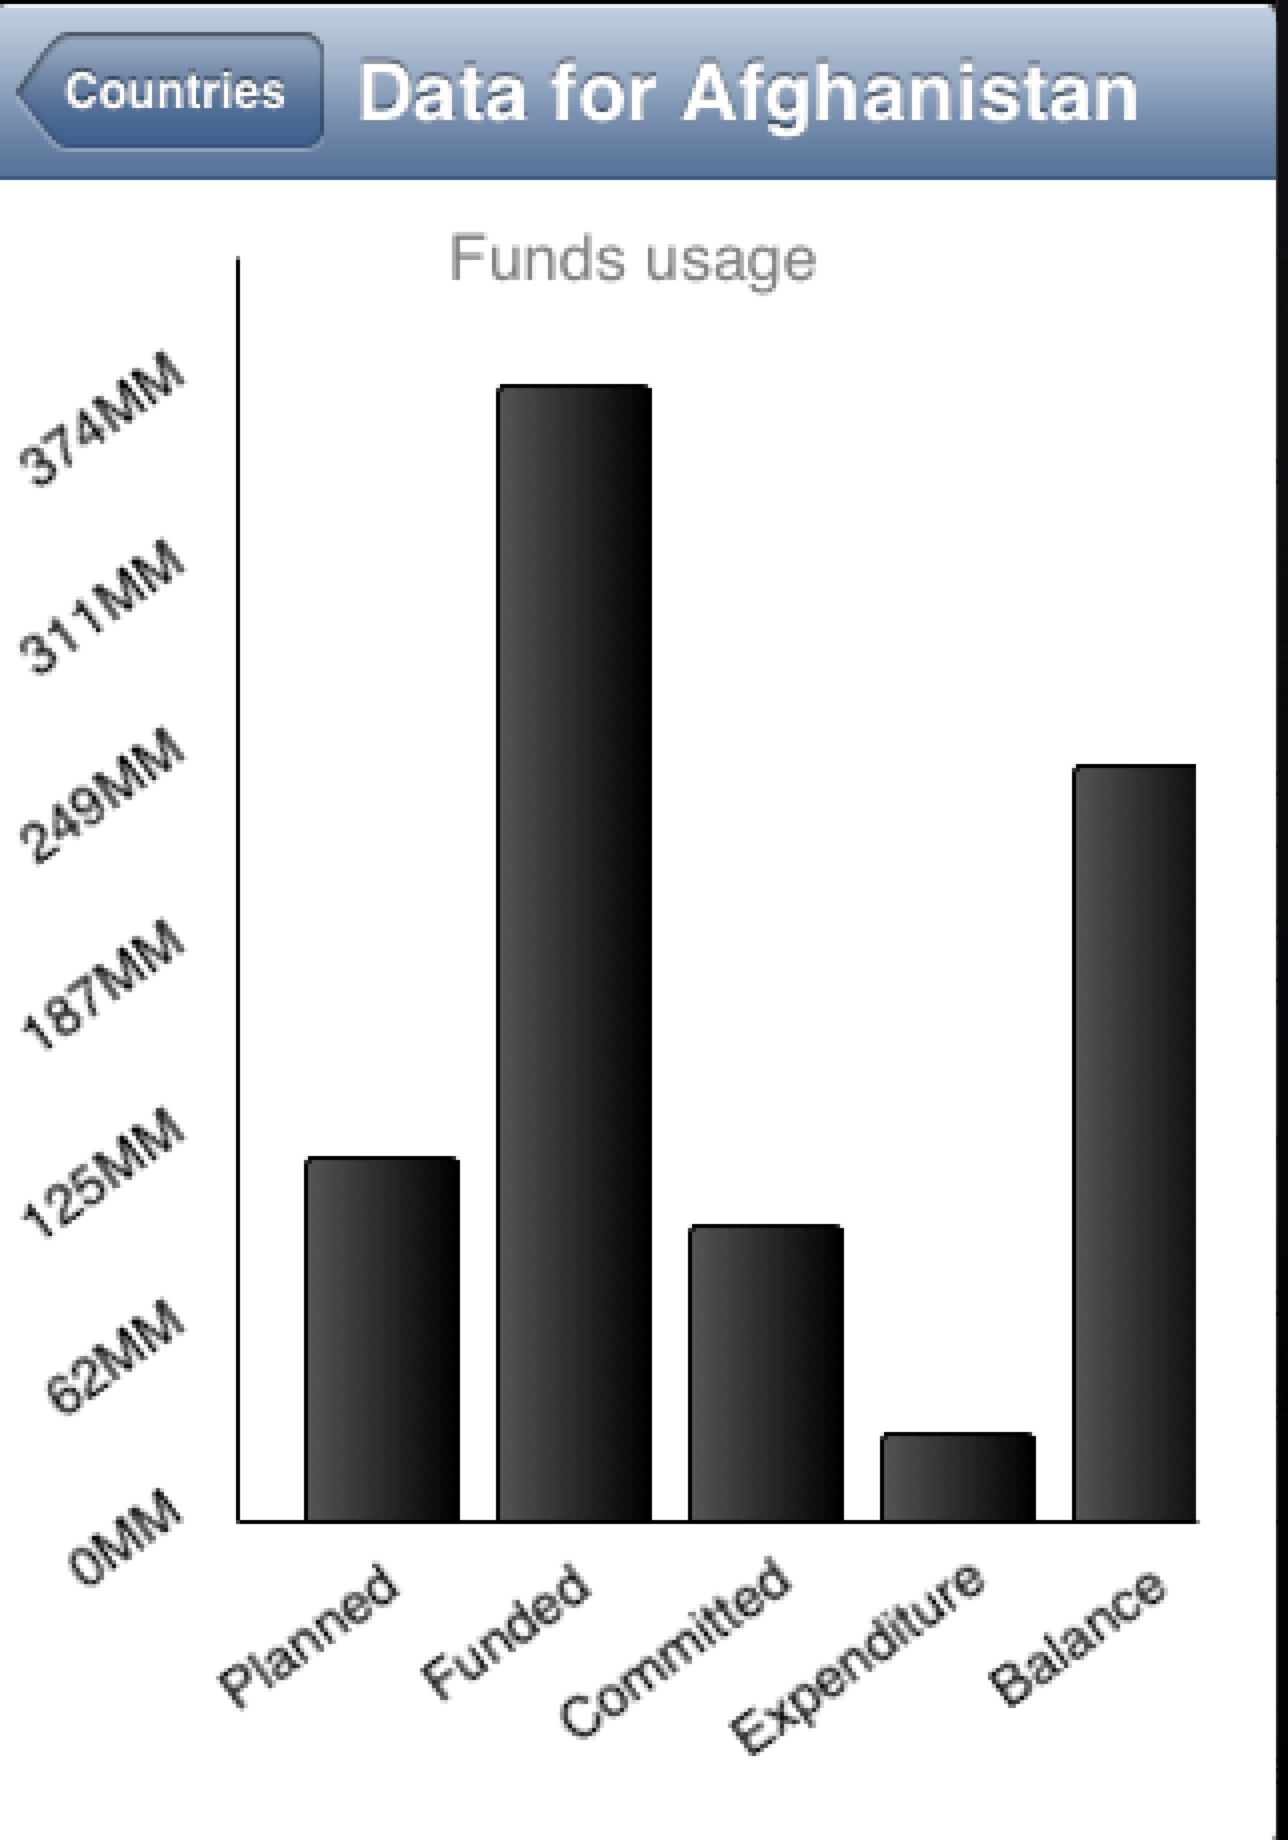 Countries
Data for Afghanistan
Funds usage
374MM
311MM
249MM
187MM
125MM
62MM
0MM
Planned
Funded
Committed
Expenditure
Balance